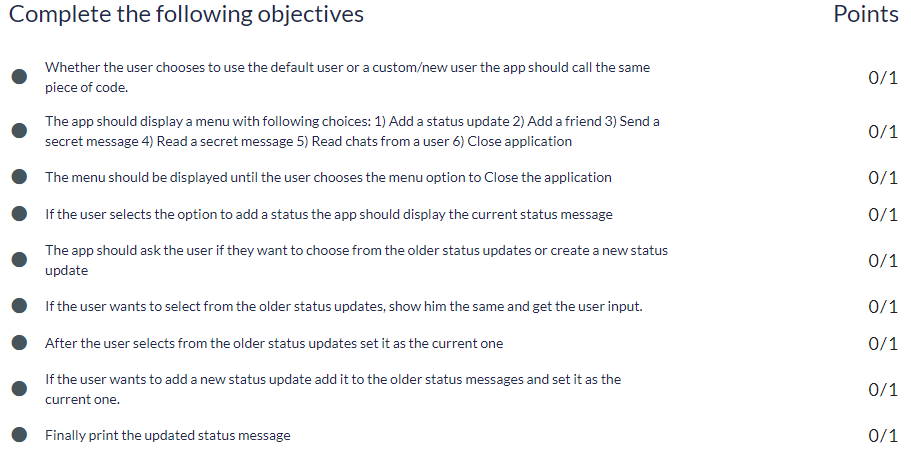 Complete the following objectives Points
Whether the user chooses to use the default user or a custom/new user the app should call the same
piece of code.
0/1
The app should display a menu with following choices: 1) Add a status update 2) Add a friend 3) Send a
secret message 4) Read a secret message 5) Read chats from a user 6) Close application
0/1
The menu should be displayed until the user chooses the menu option to Close the application 0/1
If the user selects the option to add a status the app should display the current status message 0/1
The app should ask the user if they want to choose from the older status updates or create a new status
update
0/1
If the user wants to select from the older status updates, show him the same and get the user input. 0/1
After the user selects from the older status updates set it as the current one 0/1
If the user wants to add a new status update add it to the older status messages and set it as the
current one.
0/1
Finally print the updated status message 0/1